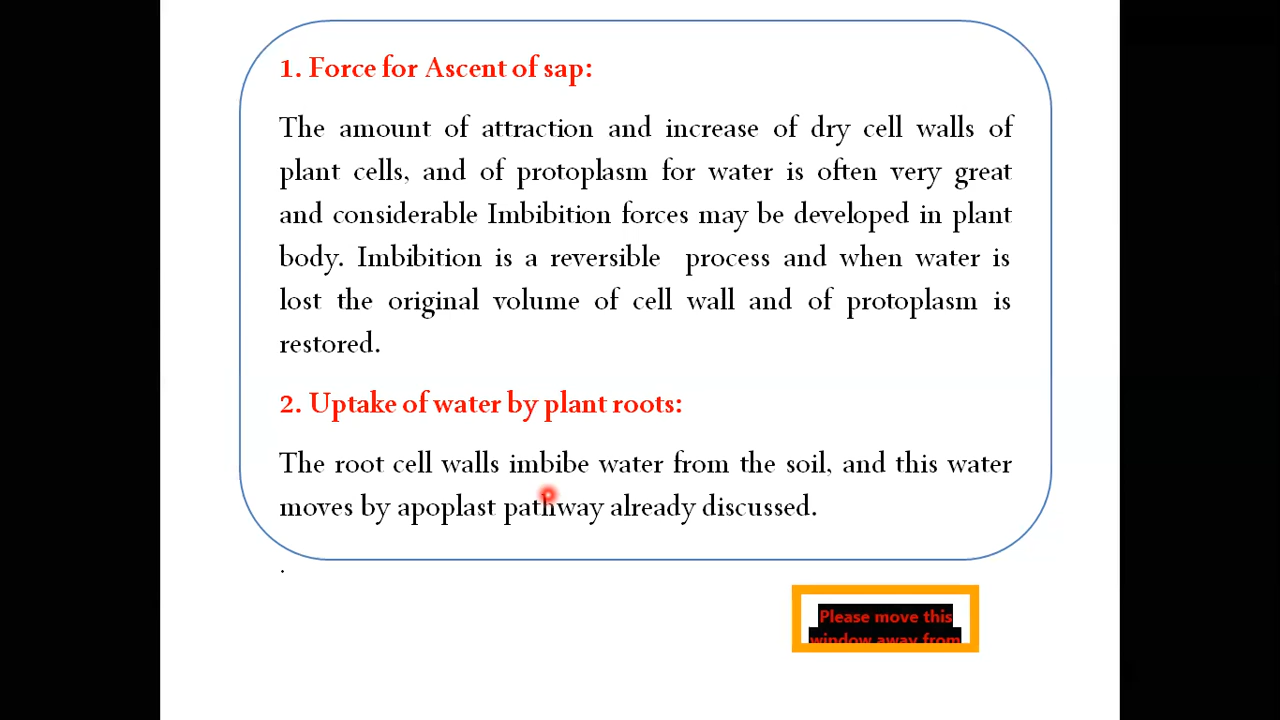 1. Force for Ascent of sap:
The amount of attraction and increase of dry cell walls of
plant cells, and of protoplasm for water is often very great
and considerable Imbibition forces may be developed in plant
body. Imbibition is a reversible process and when water is
lost the original volume of cell wall and of protoplasm is
restored.
2. Uptake of water by plant roots:
The root cell walls imbibe water from the soil, and this water
moves by apoplast pathway already discussed.
.
Please move this
window away from